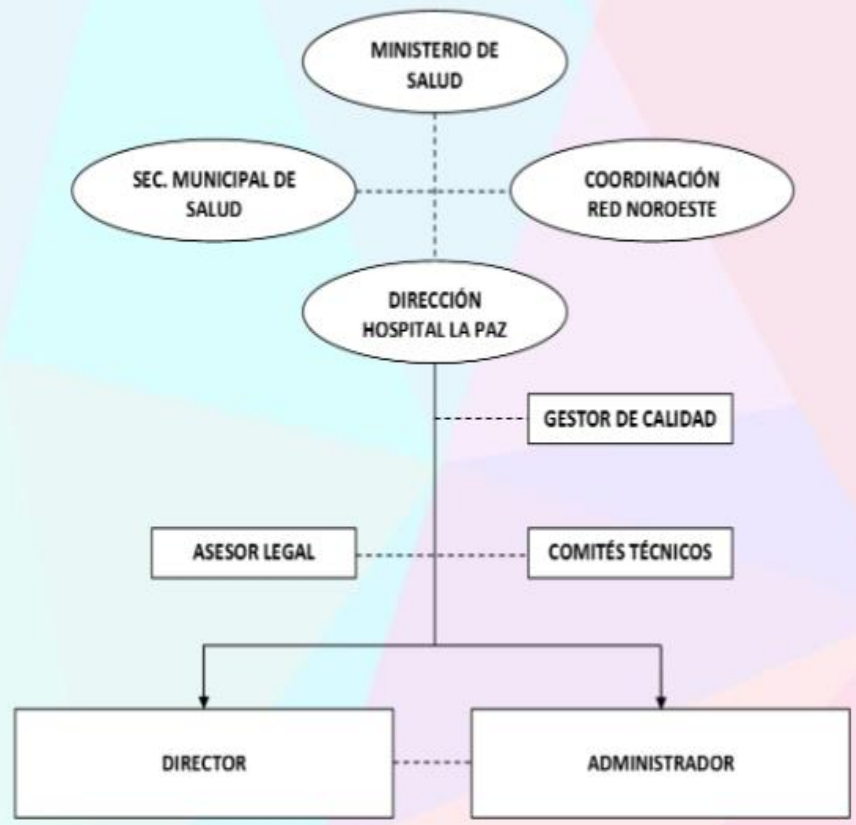 MINISTERIO DE
SALUD
SEC. MUNICIPAL DE
SALUD
COORDINACIÓN
RED NOROESTE
DIRECCIÓN
HOSPITAL LA PAZ
GESTOR DE CALIDAD
ASESOR LEGAL
COMITÉS TÉCNICOS
DIRECTOR
ADMINISTRADOR